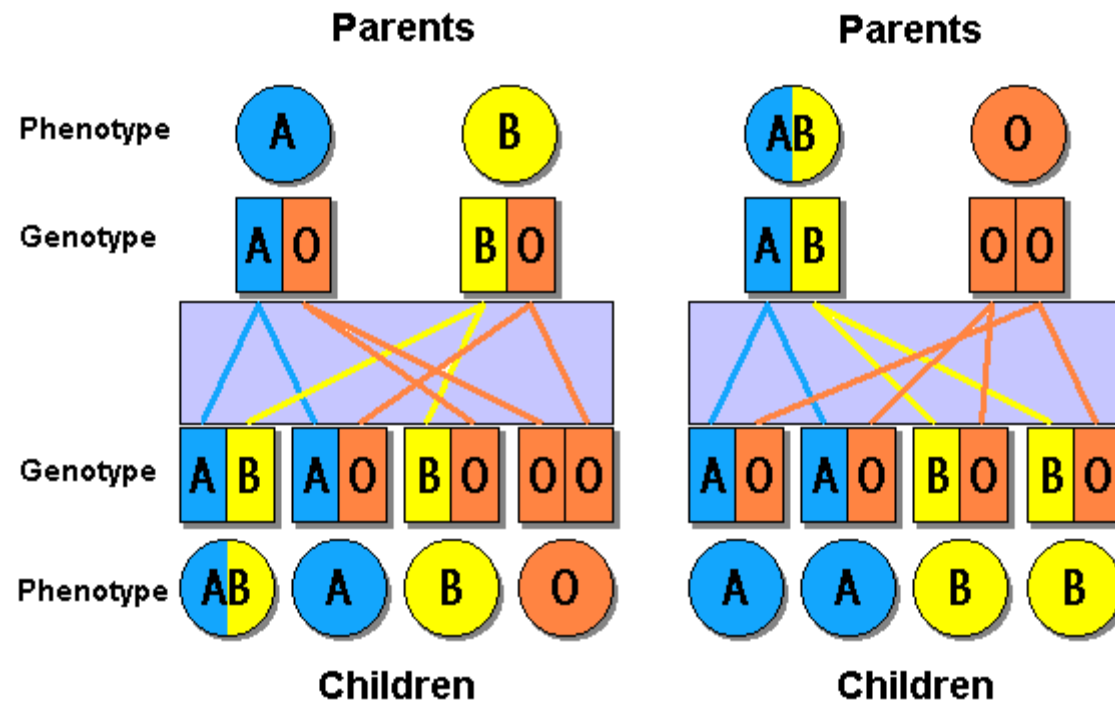 Parents Parents
Phenotype A B AB O
Genotype A O B O A B O O
Genotype A B A O B O O O A O A O B O B O
Phenotype AB A B O A A B B
Children Children